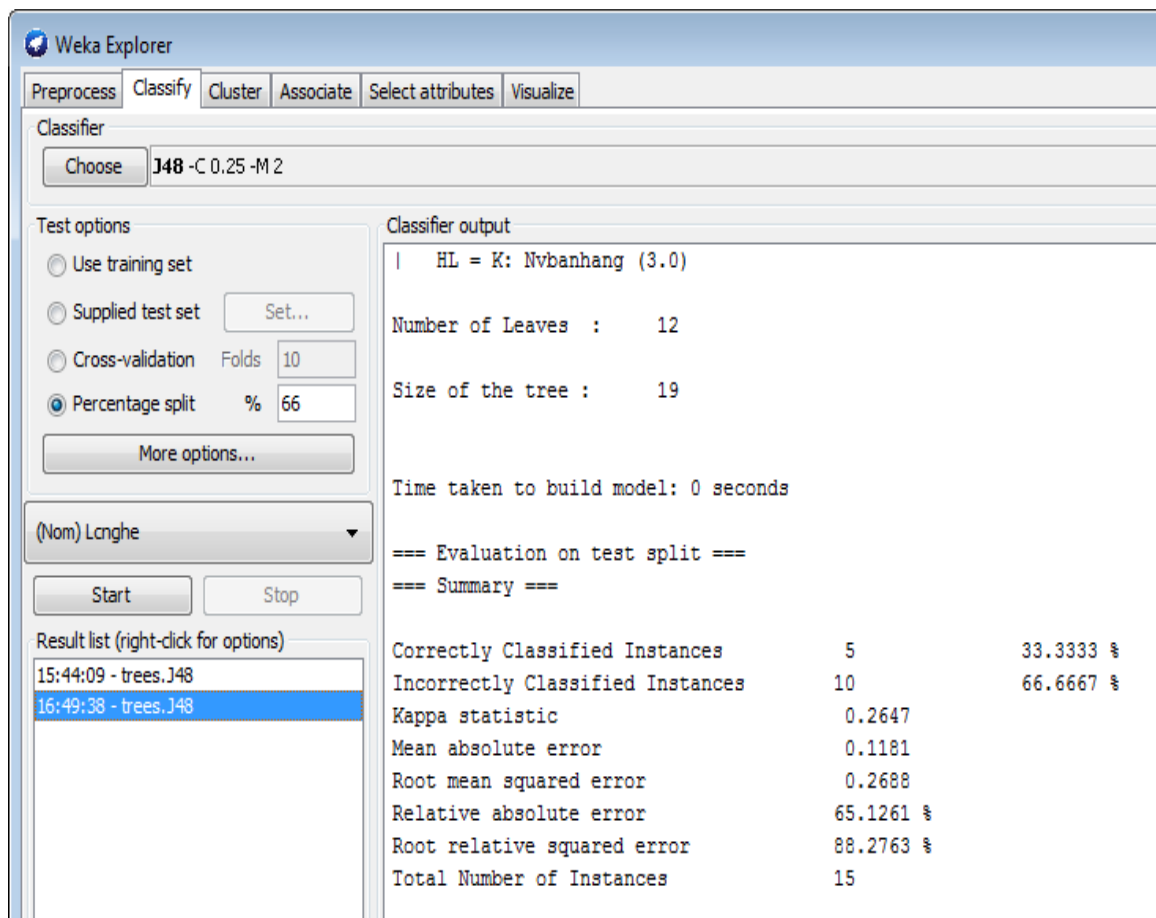 Weka Explorer
Preprocess Classify Cluster Associate Select attributes Visualize
Classifier
Choose J48 -C 0.25 -M 2
Test options
Use training set
Supplied test set Set...
Cross-validation Folds 10
Percentage split % 66
More options...
(Nom) Lcnghe
Start Stop
Result list (right-click for options)
15:44:09 - trees.J48
16:49:38 - trees.J48
Classifier output
| HL = K: Nvbanhang (3.0)
Number of Leaves : 12
Size of the tree : 19
Time taken to build model: 0 seconds
=== Evaluation on test split ===
=== Summary ===
Correctly Classified Instances 5 33.3333 %
Incorrectly Classified Instances 10 66.6667 %
Kappa statistic 0.2647
Mean absolute error 0.1181
Root mean squared error 0.2688
Relative absolute error 65.1261 %
Root relative squared error 88.2763 %
Total Number of Instances 15